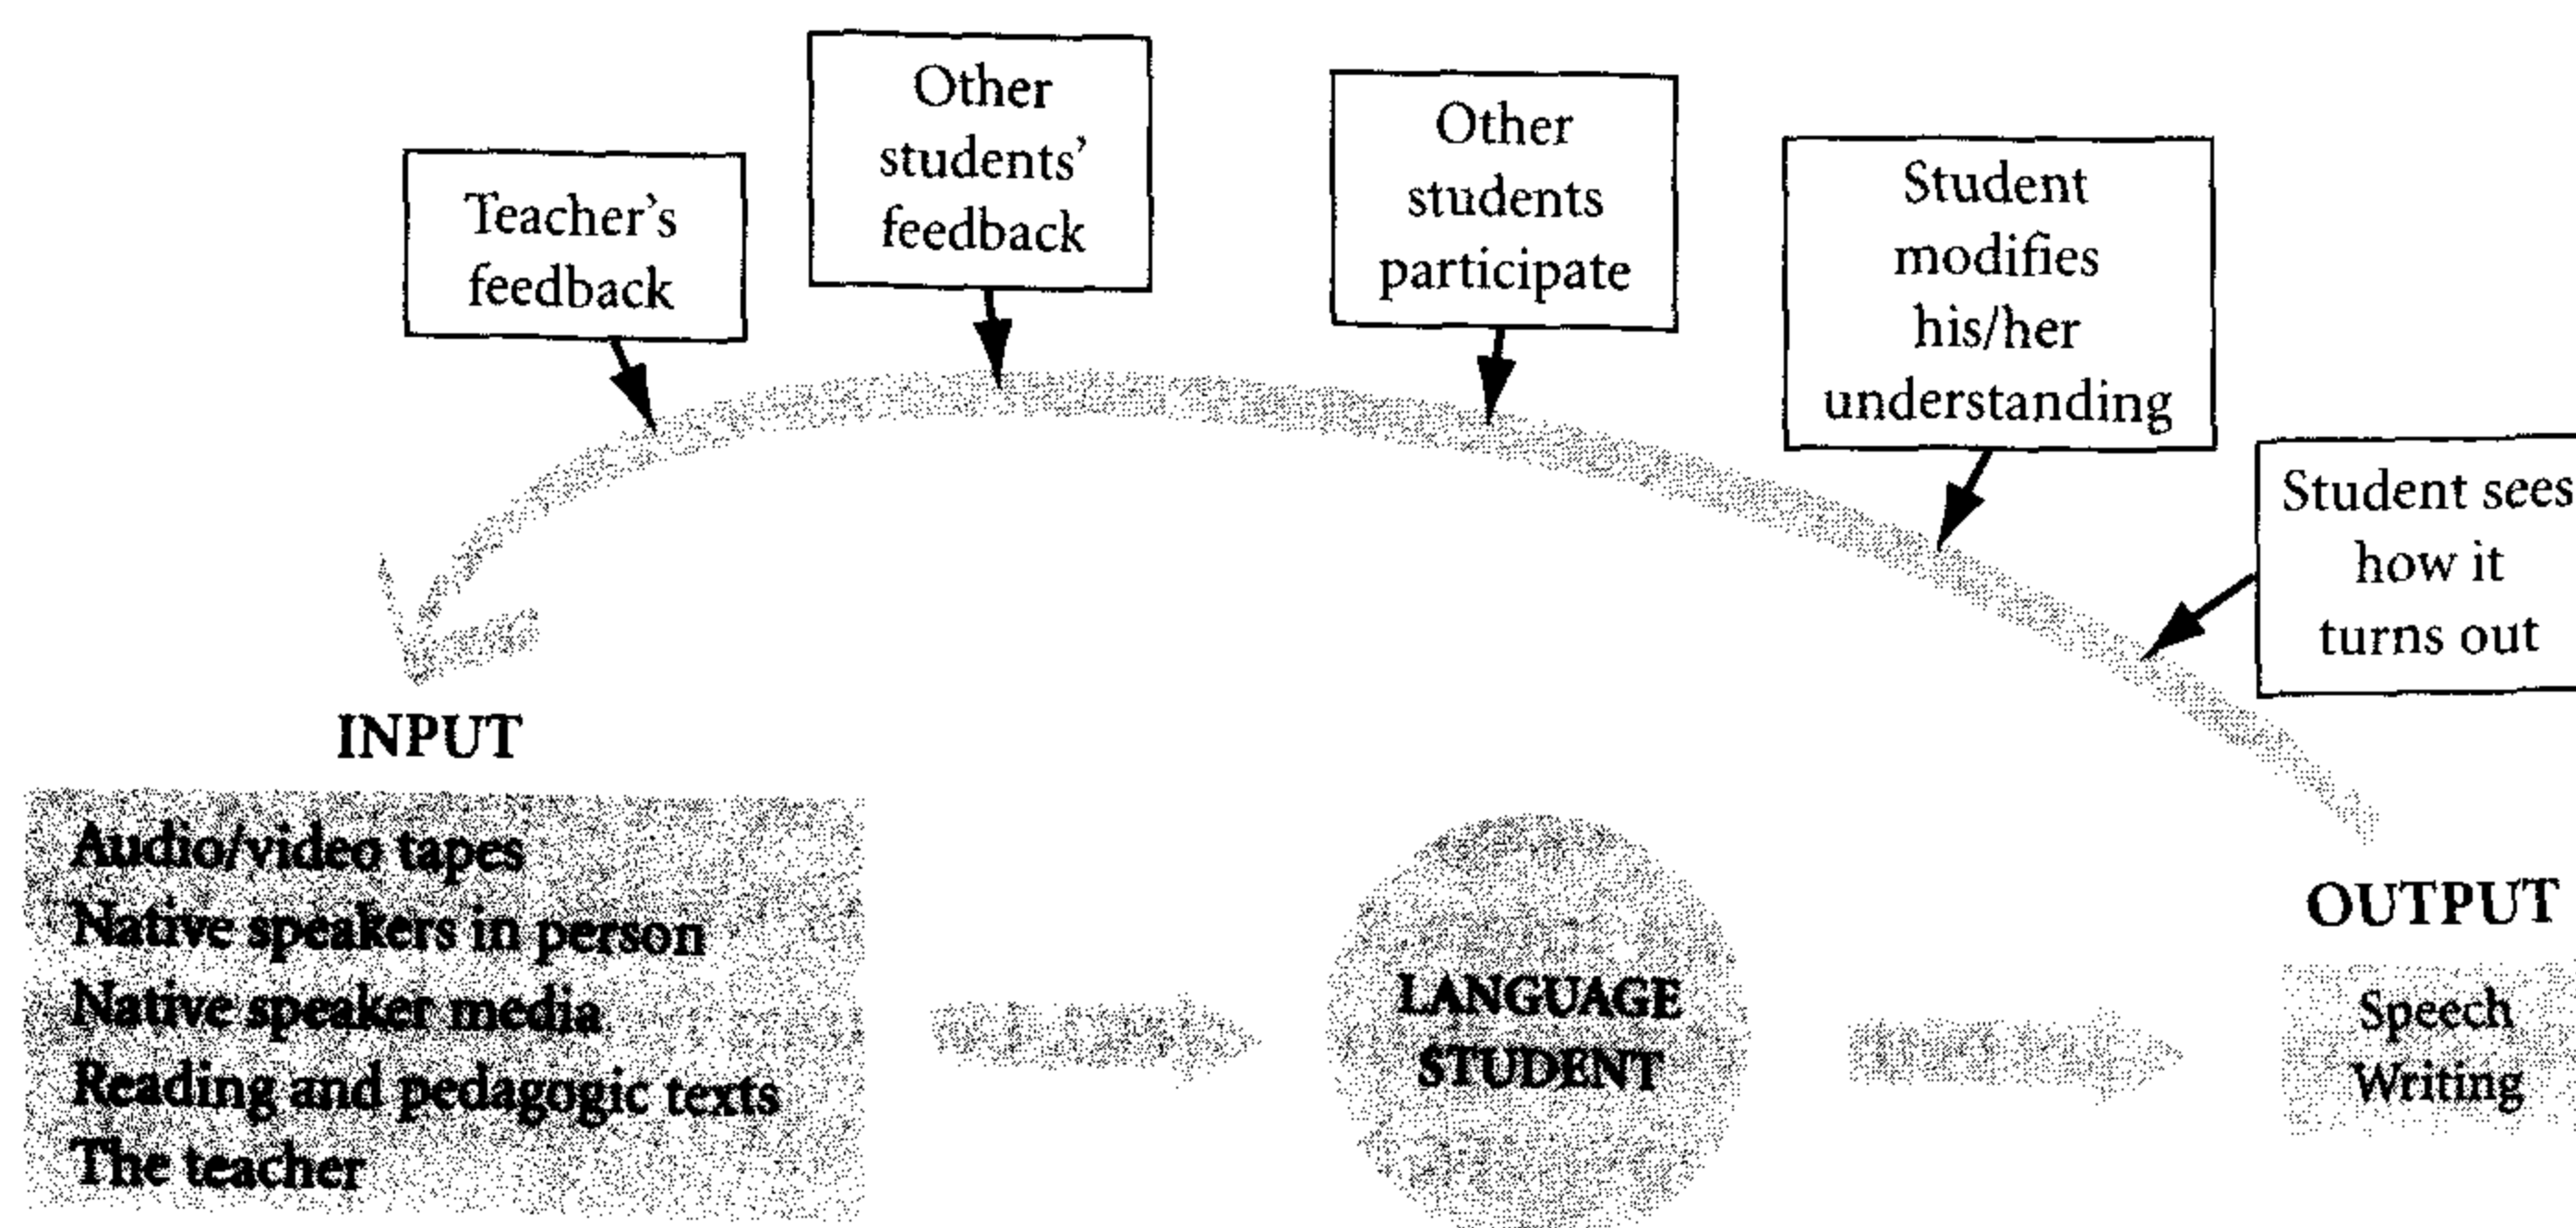 Teacher's
feedback
Other
students'
feedback
Other
students
participate
Student
modifies
his/her
understanding
Student sees
how it
turns out
INPUT
Audio/video tapes
Native speakers in person
Native speaker media
Reading and pedagogic texts
The teacher
LANGUAGE
STUDENT
OUTPUT
Speech
Writing